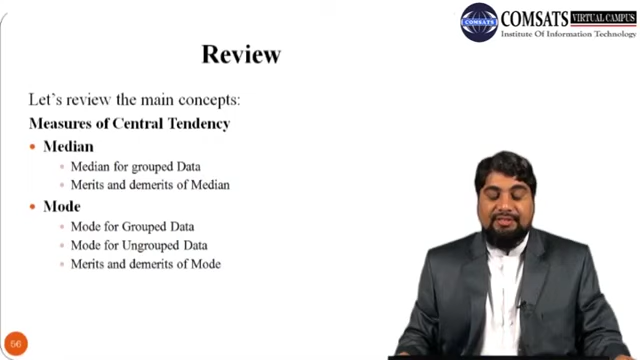 COMSATS VIRTUAL CAMPUS
Institute Of Information Technology
Review
Let's review the main concepts:
Measures of Central Tendency
• Median
Median for grouped Data
Merits and demerits of Median
• Mode
Mode for Grouped Data
Mode for Ungrouped Data
Merits and demerits of Mode
56